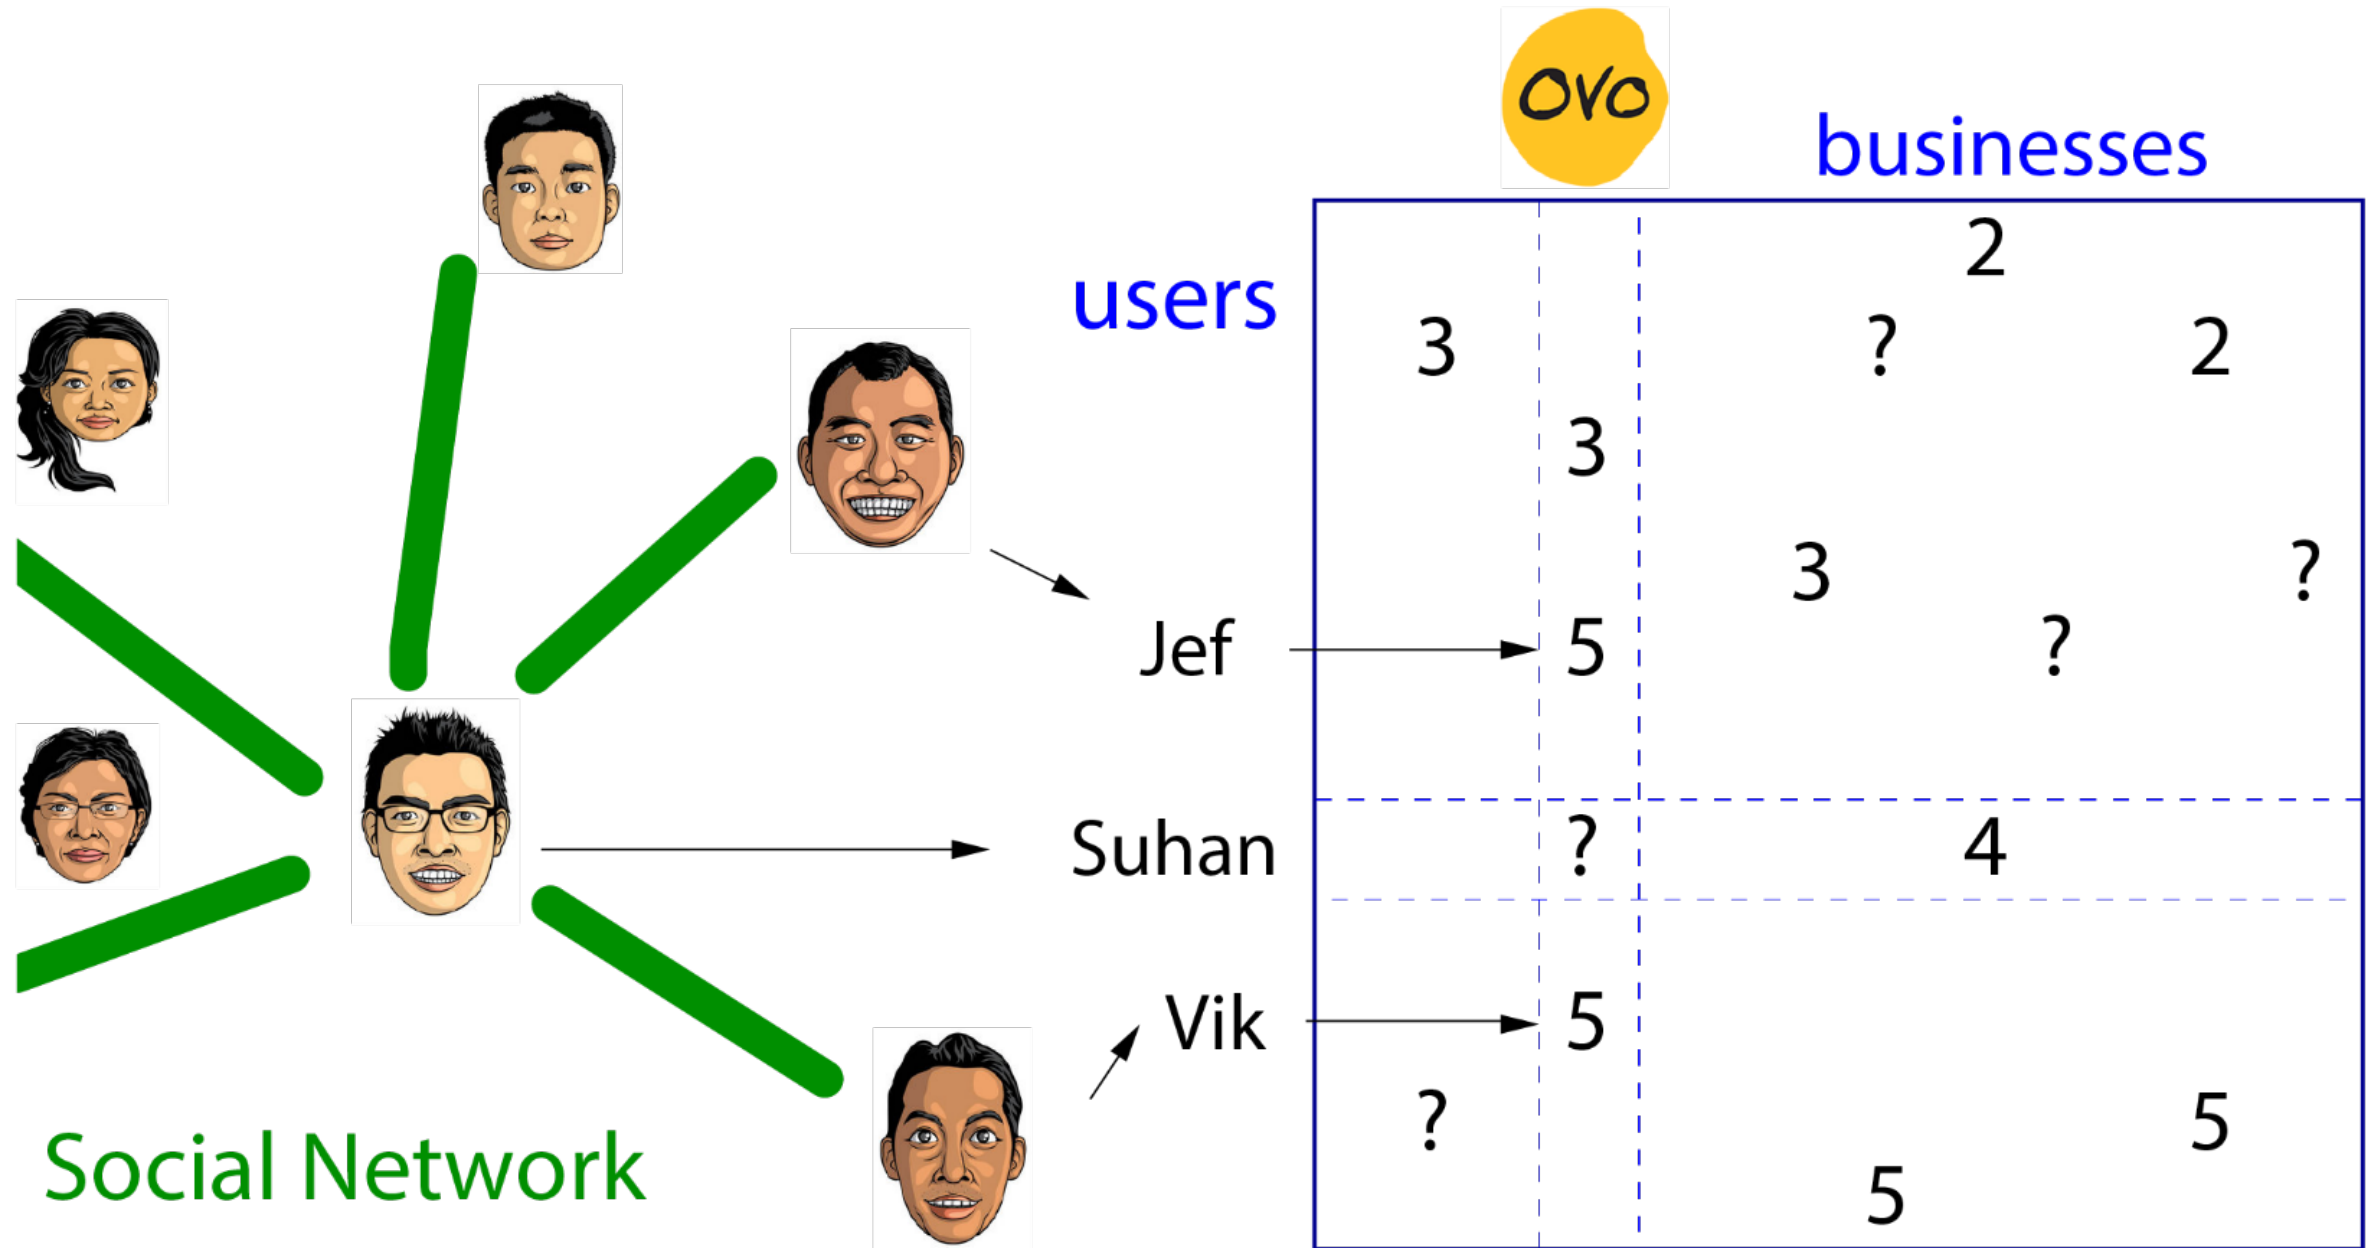 ovo
businesses
users
2
3 ? 2
3
3 ?
Jef 5 ?
Suhan ? 4
Vik 5
? 5
Social Network
5